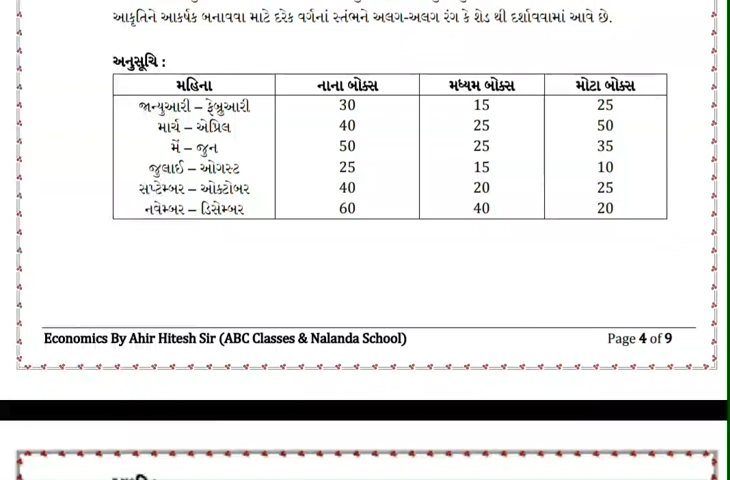 આકૃતિને આકર્ષક બનાવવા માટે દરેક વર્ગનાં સ્તંભને અલગ-અલગ રંગ કે શેડ થી દર્શાવવામાં આવે છે.
અનુસૂચિ :
મહિના નાના બોક્સ મધ્યમ બોક્સ મોટા બોક્સ
જાન્યુઆરી – ફેબ્રુઆરી 30 15 25
માર્ચ – એપ્રિલ 40 25 50
મેં – જુન 50 25 35
જુલાઈ – ઓગસ્ટ 25 15 10
સપ્ટેમ્બર – ઓક્ટોબર 40 20 25
નવેમ્બર – ડિસેમ્બર 60 40 20
Economics By Ahir Hitesh Sir (ABC Classes & Nalanda School) Page 4 of 9